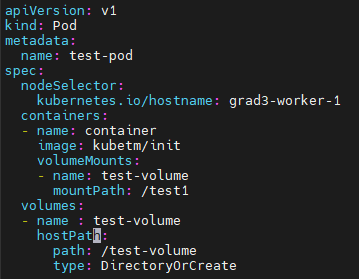 apiVersion: v1
kind: Pod
metadata:
  name: test-pod
spec:
  nodeSelector:
    kubernetes.io/hostname: grad3-worker-1
  containers:
  - name: container
    image: kubetm/init
    volumeMounts:
    - name: test-volume
      mountPath: /test1
  volumes:
  - name : test-volume
    hostPath:
      path: /test-volume
      type: DirectoryOrCreate